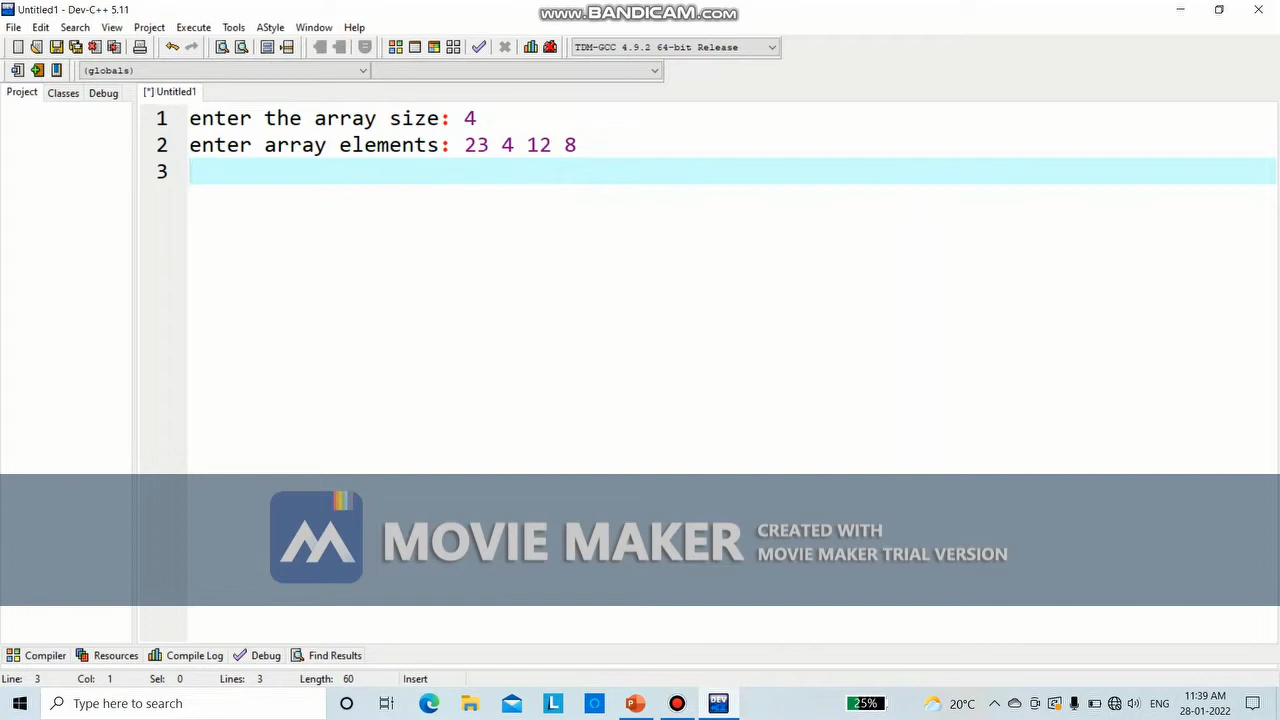 Untitled1 - Dev-C++ 5.11
www.BANDICAM.com
File Edit Search View Project Execute Tools AStyle Window Help
TDM-GCC 4.9.2 64-bit Release
(globals)
Project Classes Debug
[*] Untitled1
1 enter the array size: 4
2 enter array elements: 23 4 12 8
3
MOVIE MAKER
CREATED WITH
MOVIE MAKER TRIAL VERSION
Compiler Resources Compile Log Debug Find Results
Line: 3 Col: 1 Sel: 0 Lines: 3 Length: 60 Insert
Type here to search
L
DEV
25%
20°C
ENG
11:39 AM
28-01-2022